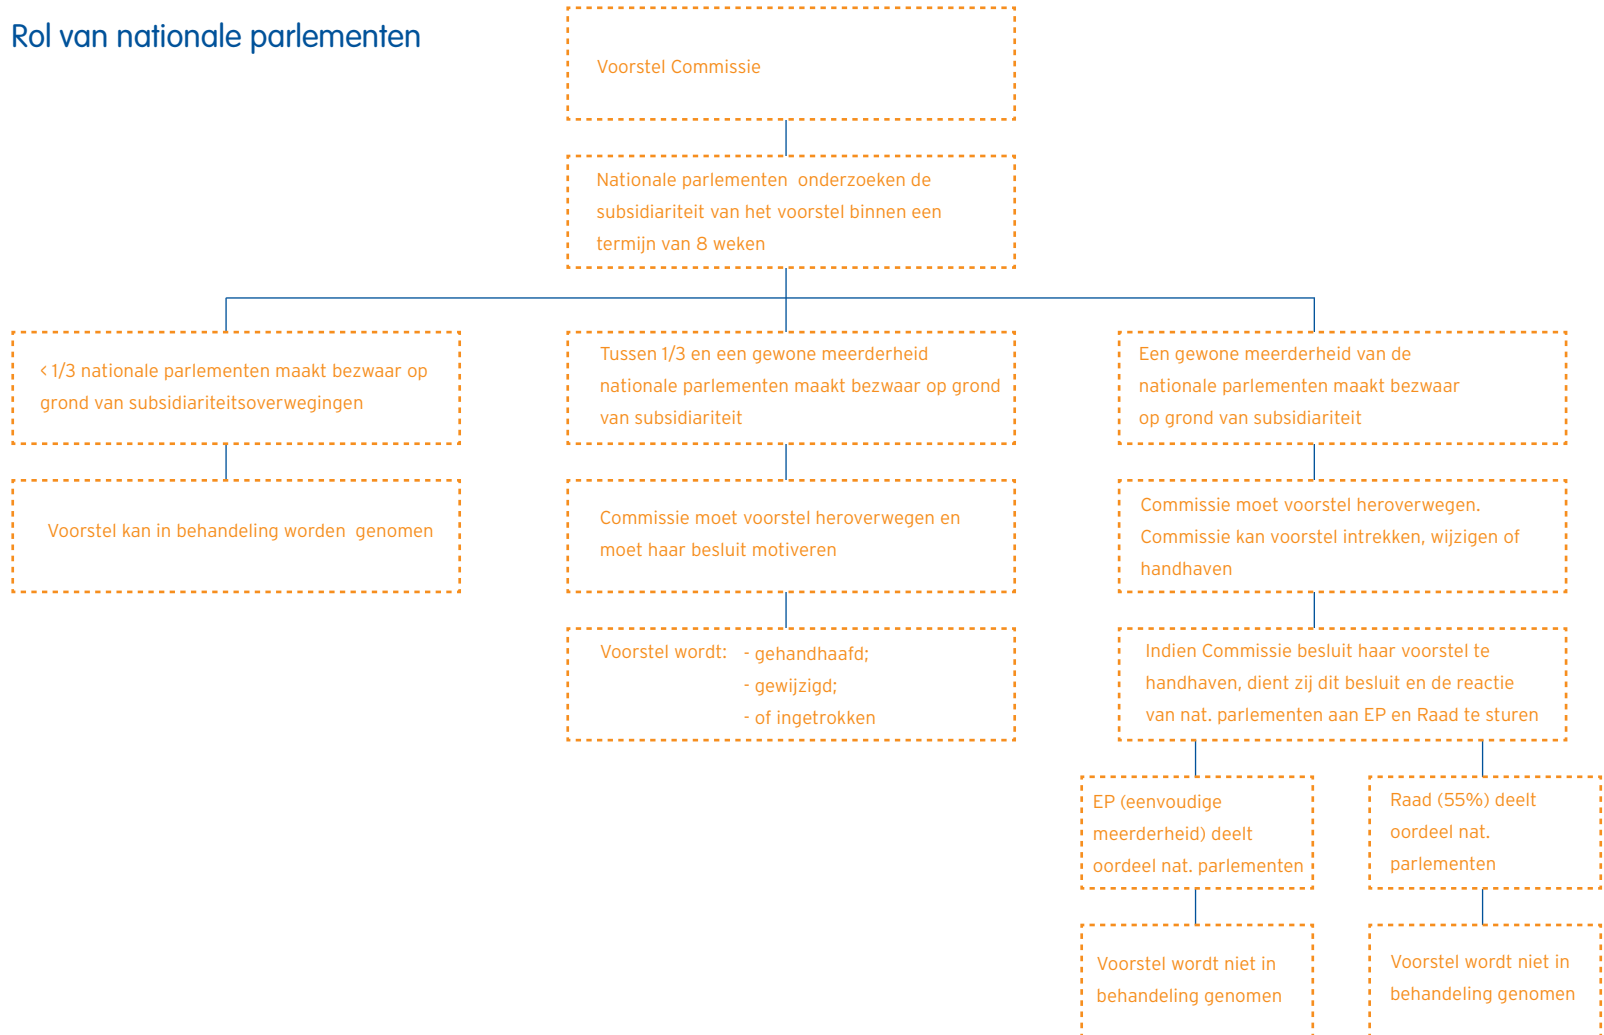 Rol van nationale parlementen
Voorstel Commissie
Nationale parlementen onderzoeken de
subsidiariteit van het voorstel binnen een
termijn van 8 weken
< 1/3 nationale parlementen maakt bezwaar op
grond van subsidiariteitsoverwegingen
Voorstel kan in behandeling worden genomen
Tussen 1/3 en een gewone meerderheid
nationale parlementen maakt bezwaar op grond
van subsidiariteit
Commissie moet voorstel heroverwegen en
moet haar besluit motiveren
Voorstel wordt: - gehandhaafd;
- gewijzigd;
- of ingetrokken
Een gewone meerderheid van de
nationale parlementen maakt bezwaar
op grond van subsidiariteit
Commissie moet voorstel heroverwegen.
Commissie kan voorstel intrekken, wijzigen of
handhaven
Indien Commissie besluit haar voorstel te
handhaven, dient zij dit besluit en de reactie
van nat. parlementen aan EP en Raad te sturen
EP (eenvoudige
meerderheid) deelt
oordeel nat. parlementen
Voorstel wordt niet in
behandeling genomen
Raad (55%) deelt
oordeel nat.
parlementen
Voorstel wordt niet in
behandeling genomen